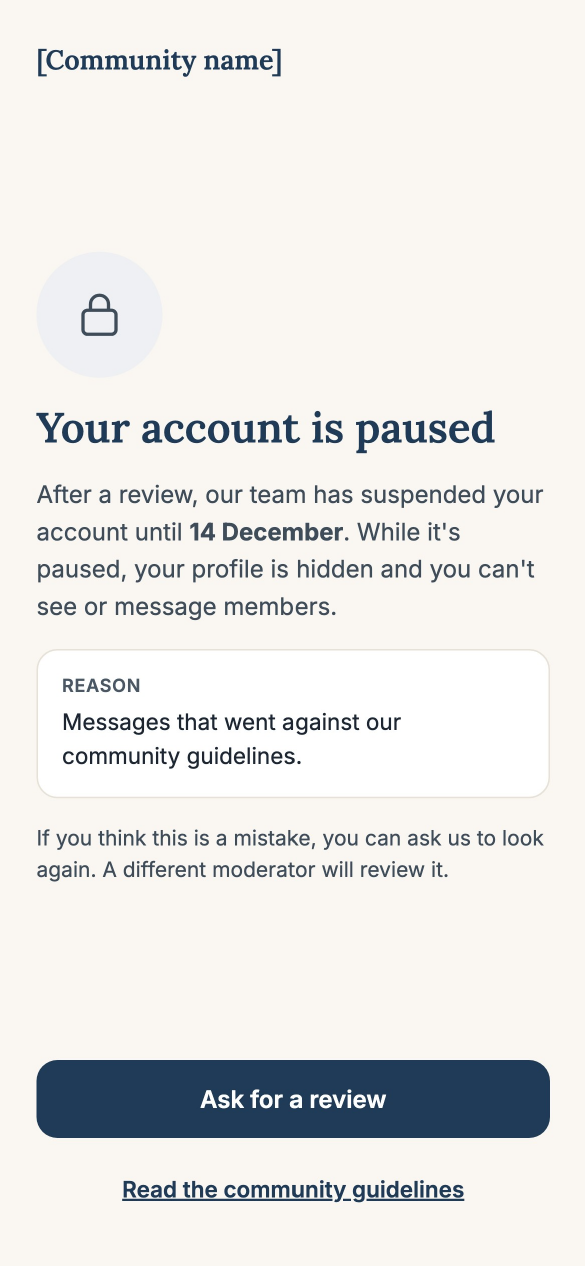 [Community name]
Your account is paused
After a review, our team has suspended your
account until 14 December. While it's
paused, your profile is hidden and you can't
see or message members.
REASON
Messages that went against our
community guidelines.
If you think this is a mistake, you can ask us to look
again. A different moderator will review it.
Ask for a review
Read the community guidelines